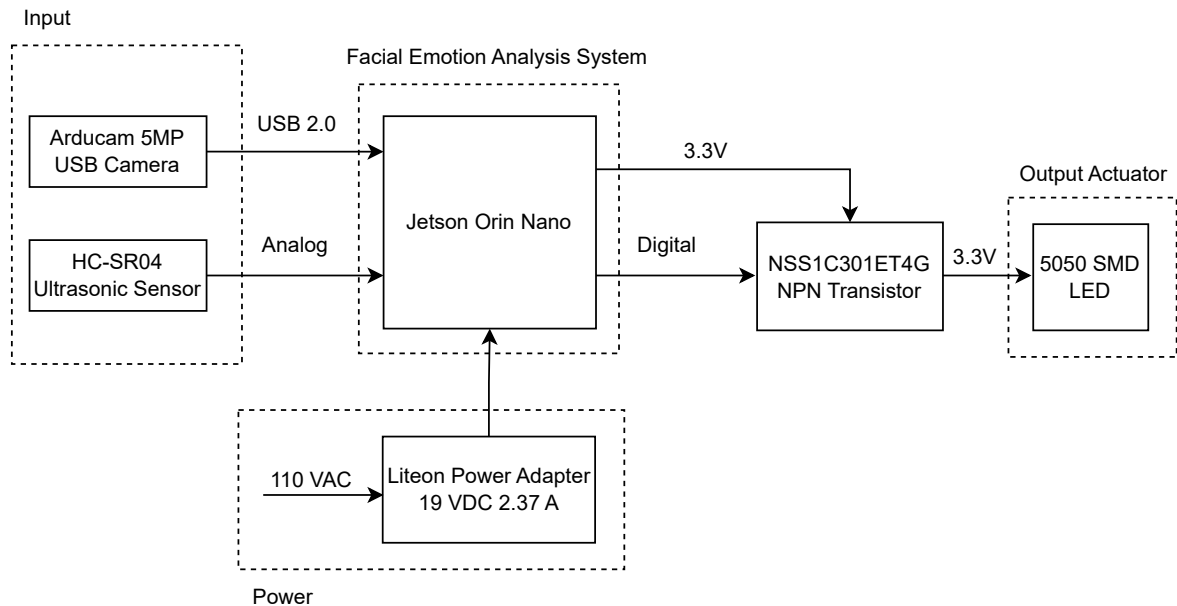 Input
Facial Emotion Analysis System
Arducam 5MP
USB Camera
USB 2.0
HC-SR04
Ultrasonic Sensor
Analog
Jetson Orin Nano
3.3V
Digital
NSS1C301ET4G
NPN Transistor
3.3V
Output Actuator
5050 SMD
LED
110 VAC
Liteon Power Adapter
19 VDC 2.37 A
Power